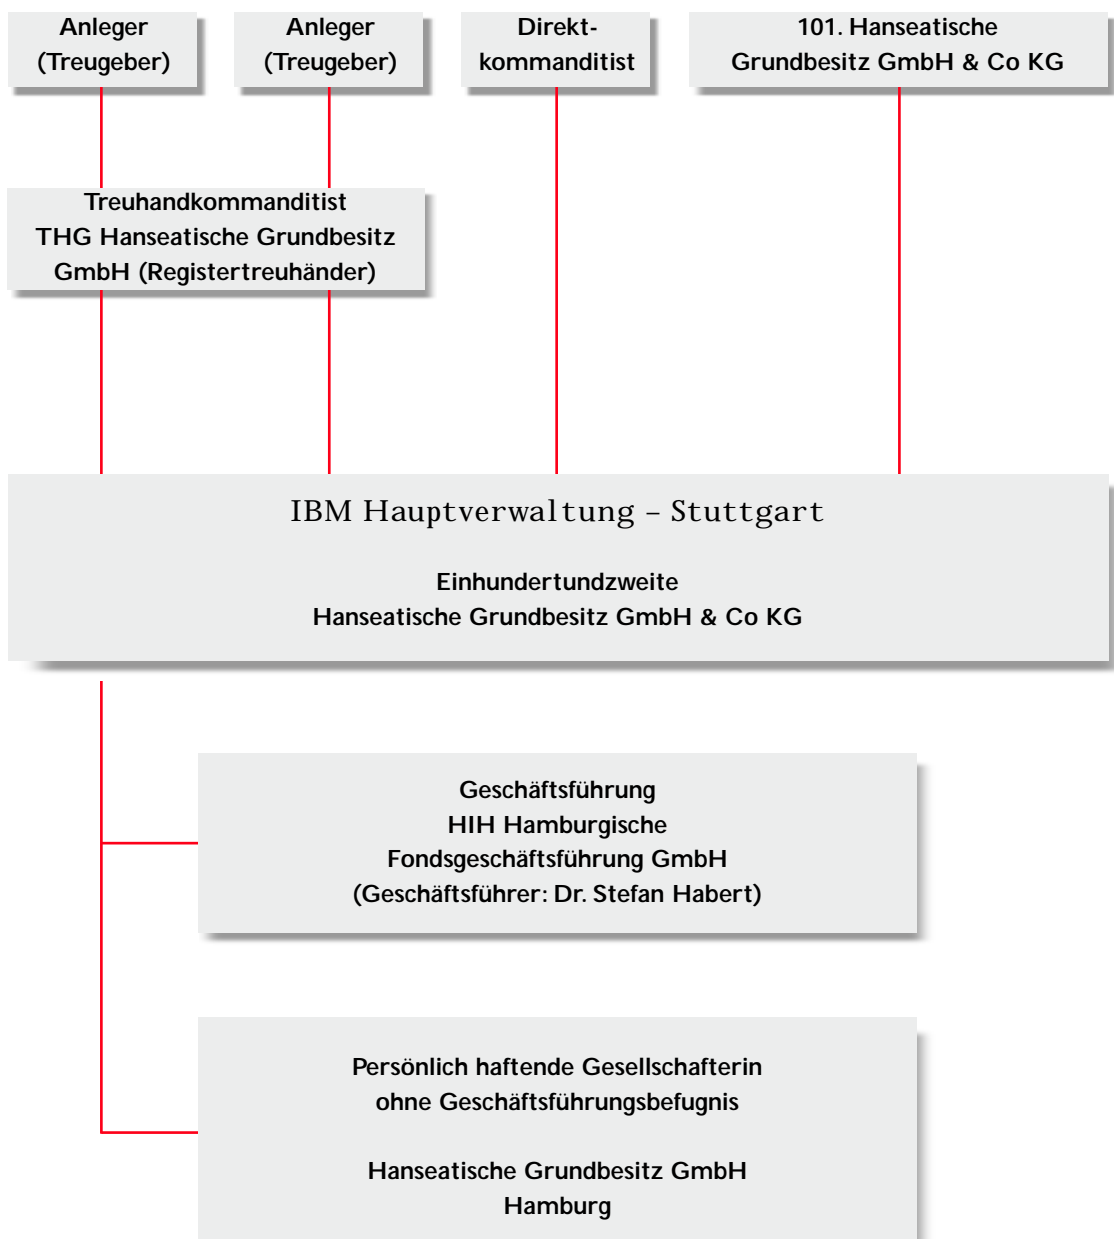 Anleger
(Treugeber)
Anleger
(Treugeber)
Direkt-
kommanditist
101. Hanseatische
Grundbesitz GmbH & Co KG
Treuhandkommanditist
THG Hanseatische Grundbesitz
GmbH (Registertreuhänder)
IBM Hauptverwaltung – Stuttgart
Einhundertundzweite
Hanseatische Grundbesitz GmbH & Co KG
Geschäftsführung
HIH Hamburgische
Fondsgeschäftsführung GmbH
(Geschäftsführer: Dr. Stefan Habert)
Persönlich haftende Gesellschafterin
ohne Geschäftsführungsbefugnis
Hanseatische Grundbesitz GmbH
Hamburg